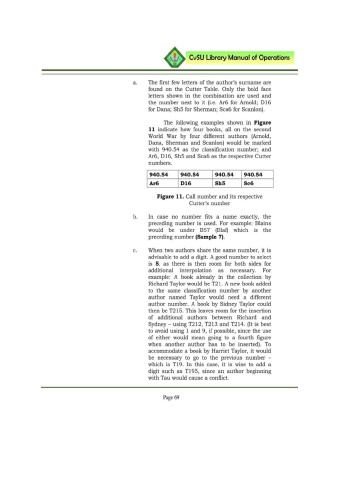 CvSU Library Manual of Operations
a. The first few letters of the author's surname are
found on the Cutter Table. Only the bold face
letters shown in the combination are used and
the number next to it (i.e. Ar6 for Arnold; D16
for Dana; Sh5 for Sherman; Sca6 for Scanlon).
The following examples shown in Figure
11 indicate how four books, all on the second
World War by four different authors (Arnold,
Dana, Sherman and Scanlon) would be marked
with 940.54 as the classification number; and
Ar6, D16, Sh5 and Sca6 as the respective Cutter
numbers.
940.54 940.54 940.54 940.54
Ar6 D16 Sh5 Sc6
Figure 11. Call number and its respective
Cutter's number
b. In case no number fits a name exactly, the
preceding number is used. For example: Blains
would be under B57 (Blai) which is the
preceding number (Sample ?).
c. When two authors share the same number, it is
advisable to add a digit. A good number to select
is 5, as there is then room for both sides for
additional interpolation as necessary. For
example: A book already in the collection by
Richard Taylor would be T21. A new book added
to the same classification number by another
author named Taylor would need a different
author number. A book by Sidney Taylor could
then be T215. This leaves room for the insertion
of additional authors between Richard and
Sydney – using T212, T213 and T214. (It is best
to avoid using 1 and 9, if possible, since the use
of either would mean going to a fourth figure
when another author has to be inserted). To
accommodate a book by Harriet Taylor, it would
be necessary to go to the previous number –
which is T19. In this case, it is wise to add a
digit such as T195, since an author beginning
with Tau would cause a conflict.
Page 69